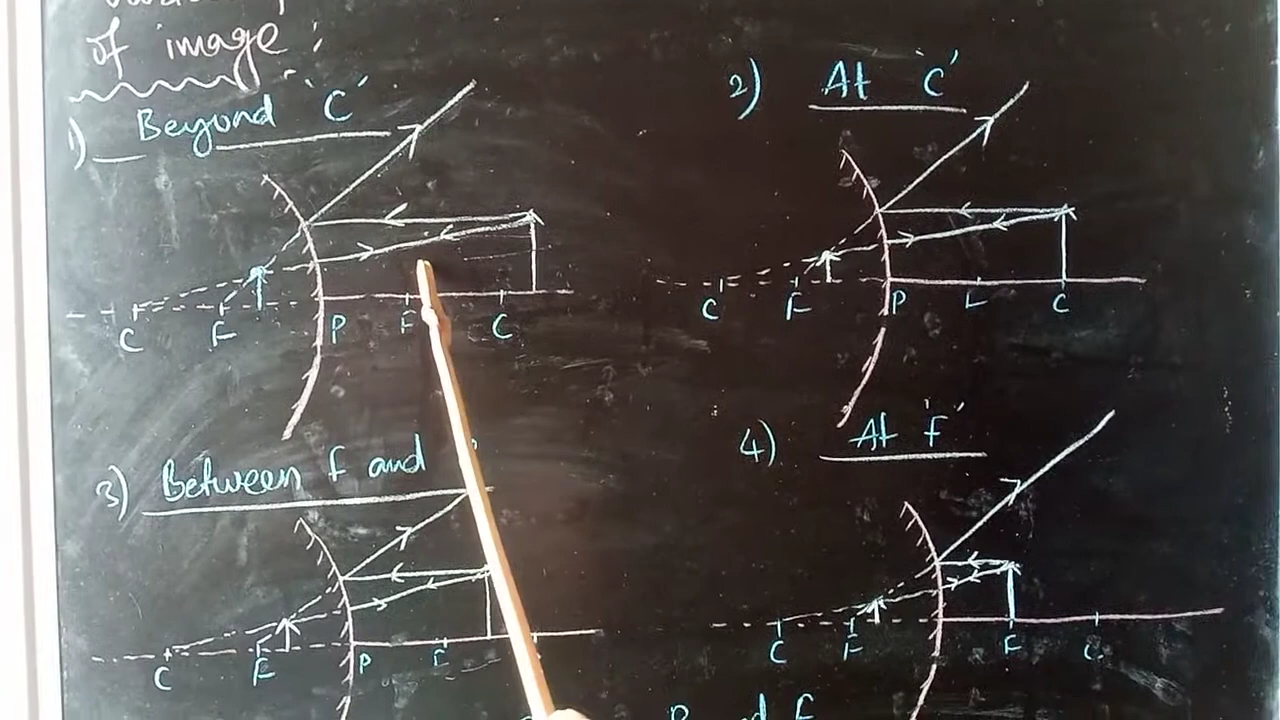 of image :
1) Beyond 'C'
C F P F C
2) At 'C'
C F P F C
3) Between f and
C F P F
4) At 'f'
C F F C